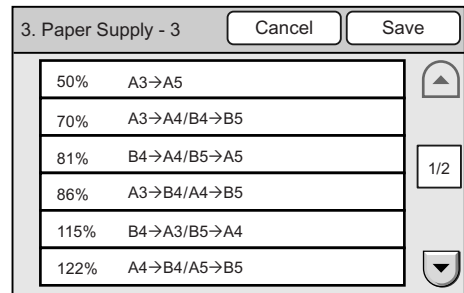 3. Paper Supply - 3 Cancel Save
50% A3→A5
70% A3→A4/B4→B5
81% B4→A4/B5→A5
86% A3→B4/A4→B5
115% B4→A3/B5→A4
122% A4→B4/A5→B5
1/2